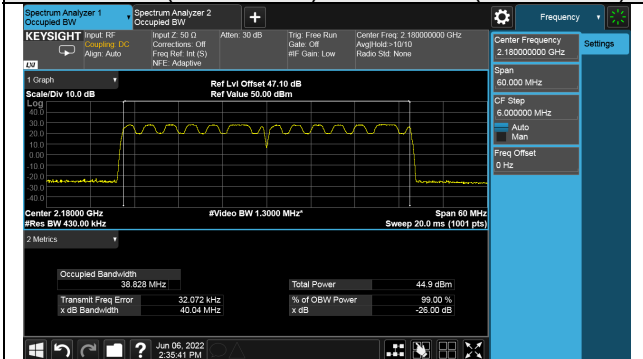 Spectrum Analyzer 1
Occupied BW
Spectrum Analyzer 2
Occupied BW
+
Frequency
KEYSIGHT
Input: RF
Coupling: DC
Align: Auto
Input Z: 50 Ω
Corrections: Off
Freq Ref: Int (S)
NFE: Adaptive
Atten: 30 dB
Trig: Free Run
Gate: Off
#IF Gain: Low
Center Freq: 2.180000000 GHz
Avg|Hold:>10/10
Radio Std: None
LXI
Center Frequency
2.180000000 GHz
Settings
Span
60.000 MHz
CF Step
6.000000 MHz
Auto
Man
Freq Offset
0 Hz
1 Graph
Scale/Div 10.0 dB
Ref Lvl Offset 47.10 dB
Ref Value 50.00 dBm
Log
40.0
30.0
20.0
10.0
0.00
-10.0
-20.0
-30.0
-40.0
Center 2.18000 GHz
#Video BW 1.3000 MHz*
Span 60 MHz
#Res BW 430.00 kHz
Sweep 20.0 ms (1001 pts)
2 Metrics
Occupied Bandwidth
38.828 MHz
Total Power 44.9 dBm
Transmit Freq Error 32.072 kHz
% of OBW Power 99.00 %
x dB Bandwidth 40.04 MHz
x dB -26.00 dB
?
Jun 06, 2022
2:35:41 PM